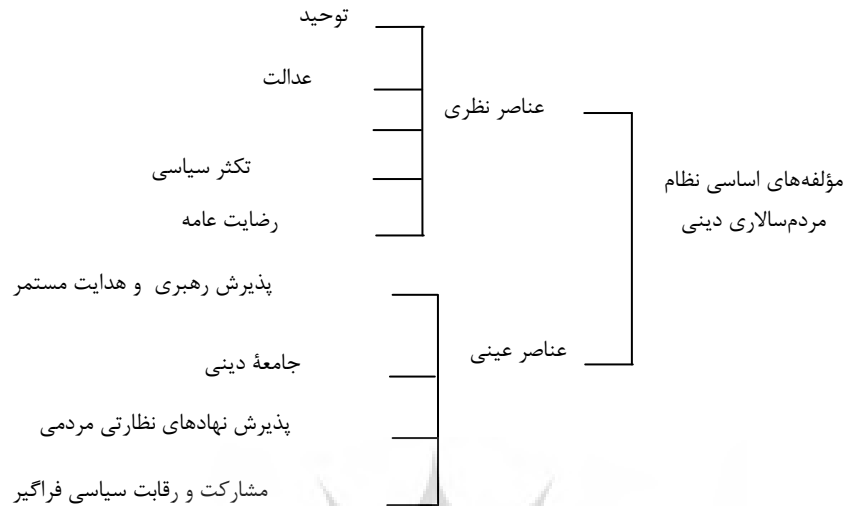 مؤلفه‌های اساسی نظام
مردم‌سالاری دینی
عناصر نظری
توحید
عدالت
تکثر سیاسی
رضایت عامه
عناصر عینی
پذیرش رهبری و هدایت مستمر
جامعۀ دینی
پذیرش نهادهای نظارتی مردمی
مشارکت و رقابت سیاسی فراگیر